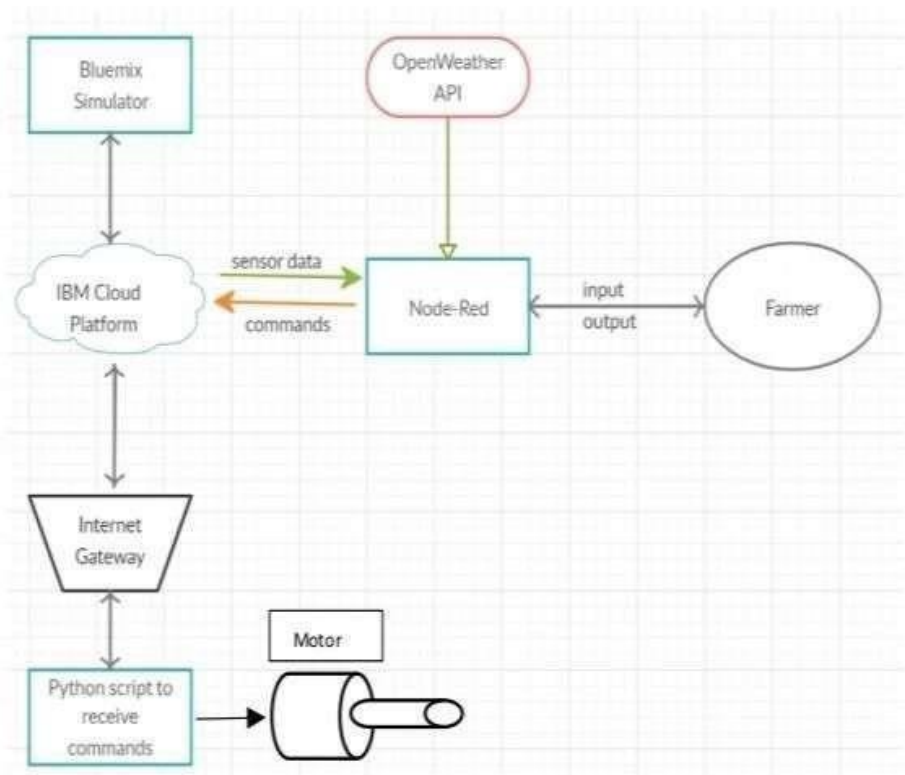 Bluemix
Simulator
OpenWeather
API
sensor data
IBM Cloud
Platform
commands
Node-Red
input
output
Farmer
Internet
Gateway
Motor
Python script to
receive
commands